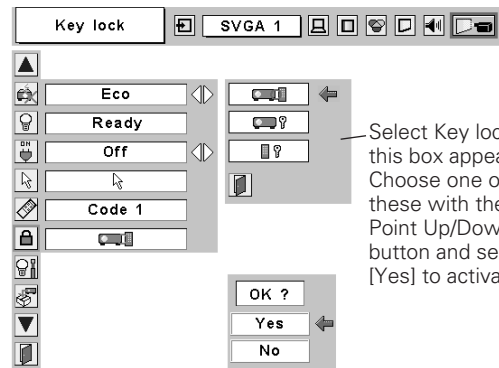 Key lock
SVGA 1
Eco
Ready
ON
Off
Code 1
Select Key loc
this box appea
Choose one o
these with the
Point Up/Dow
button and se
[Yes] to activa
OK ?
Yes
No